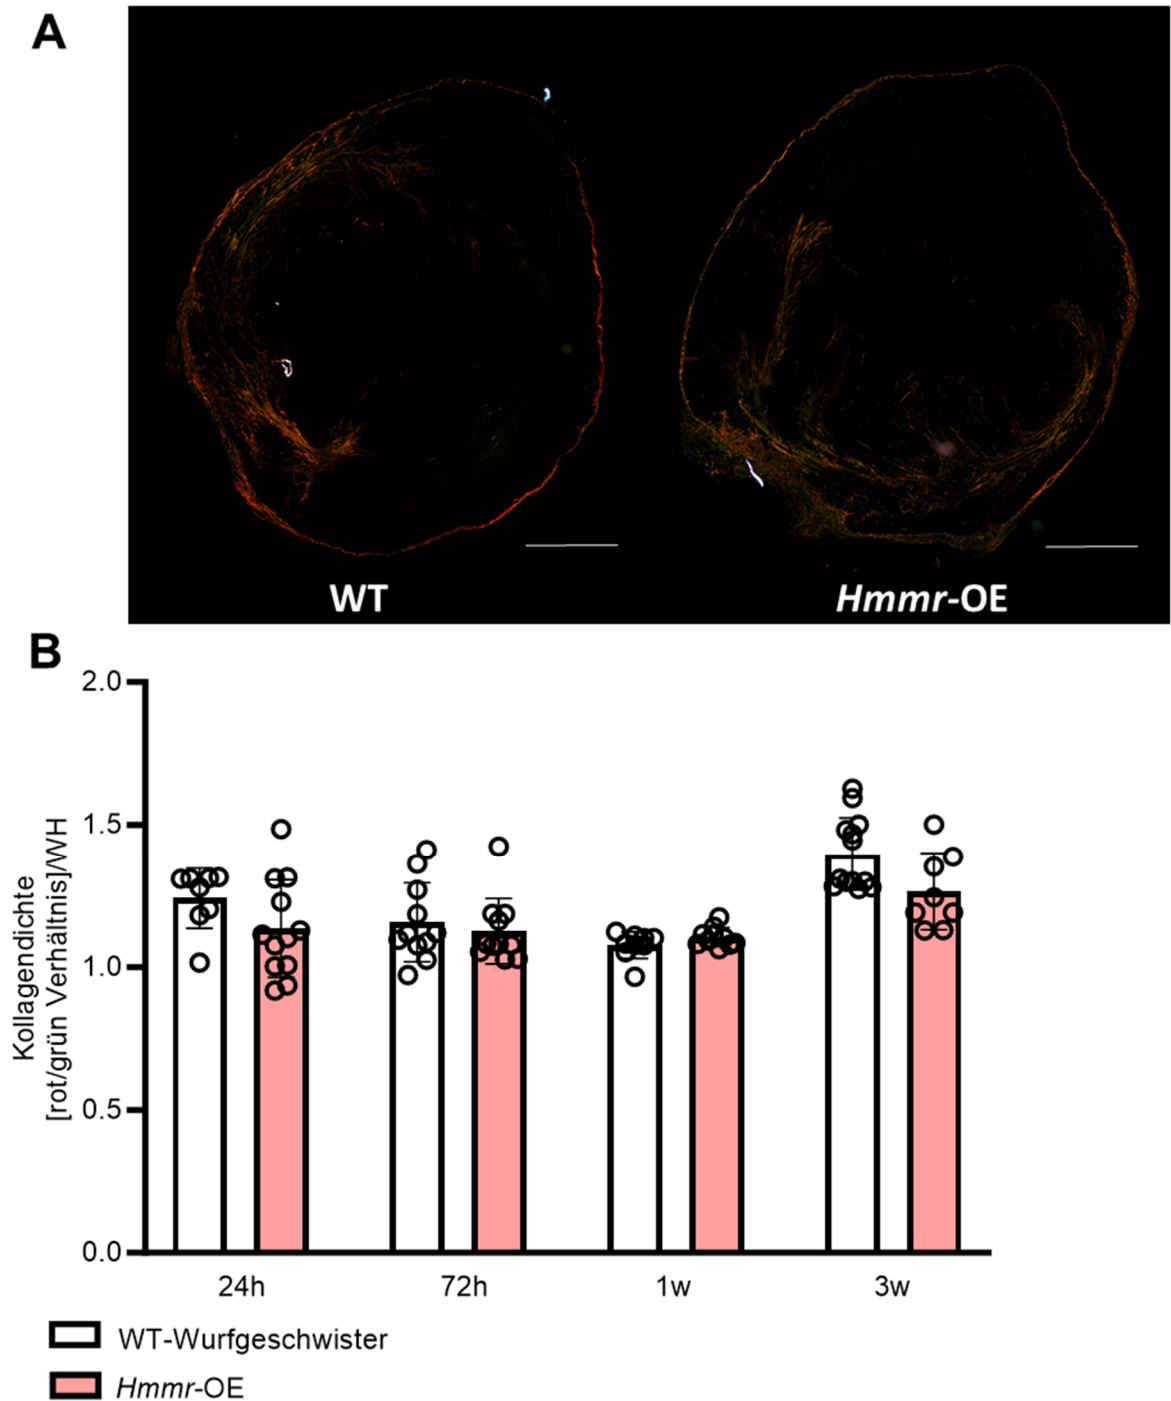 A
WT
Hmmr-OE
B
2.0
1.5
1.0
0.5
0.0
Kollagendichte
[rot/grün Verhältnis]/WH
24h
72h
1w
3w
WT-Wurfgeschwister
Hmmr-OE